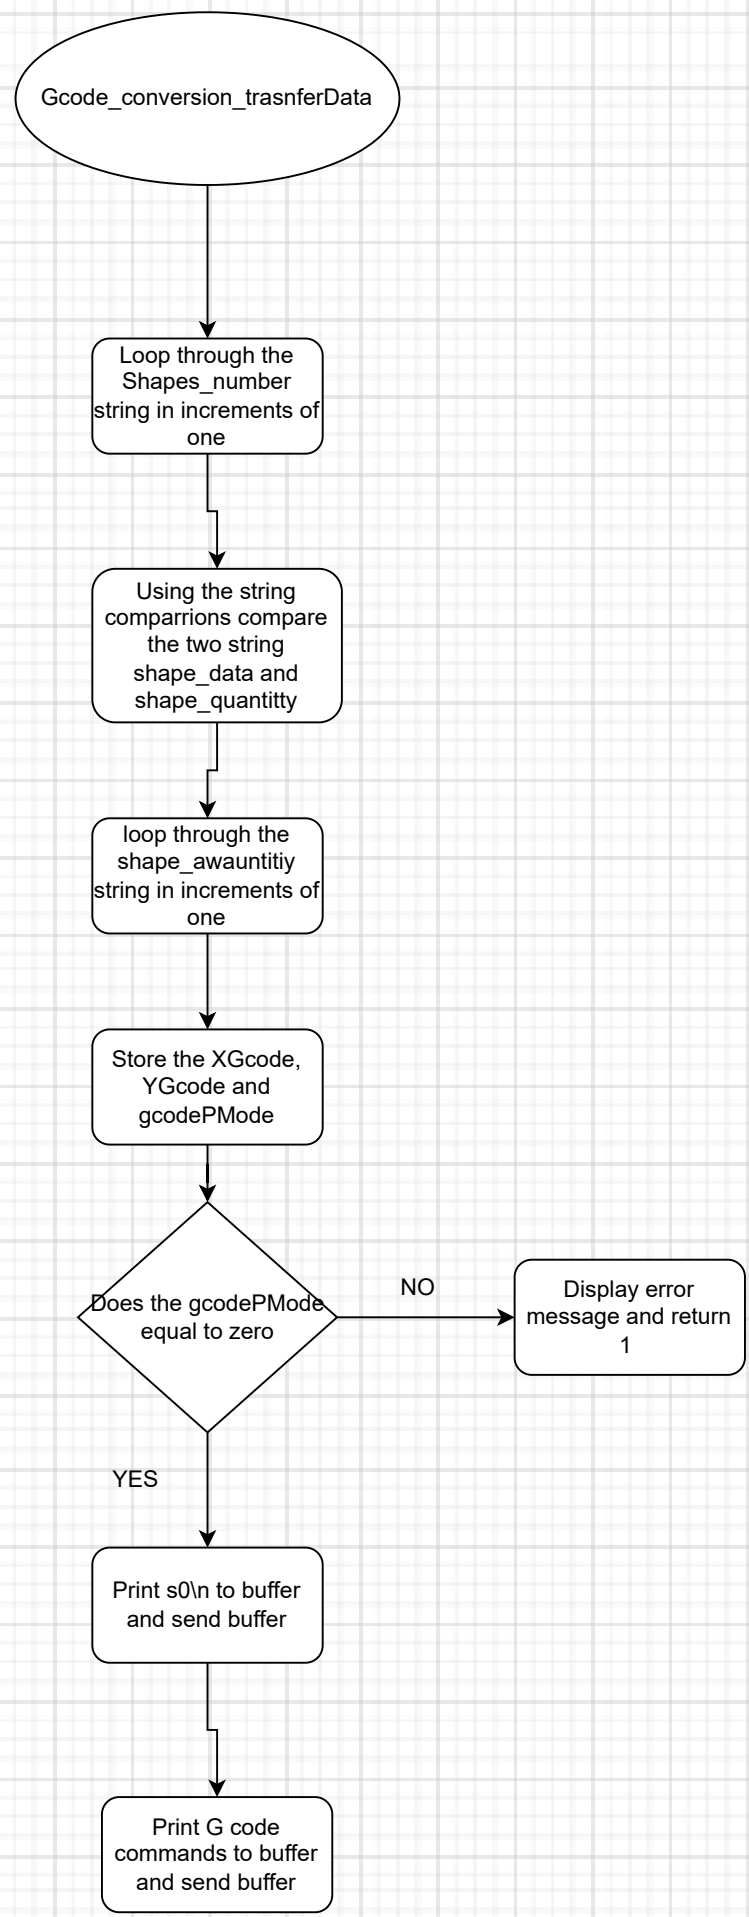 Gcode_conversion_trasnferData
Loop through the
Shapes_number
string in increments of
one
Using the string
comparrions compare
the two string
shape_data and
shape_quantitty
loop through the
shape_awauntitiy
string in increments of
one
Store the XGcode,
YGcode and
gcodePMode
Does the gcodePMode
equal to zero
NO
Display error
message and return
1
YES
Print s0\n to buffer
and send buffer
Print G code
commands to buffer
and send buffer